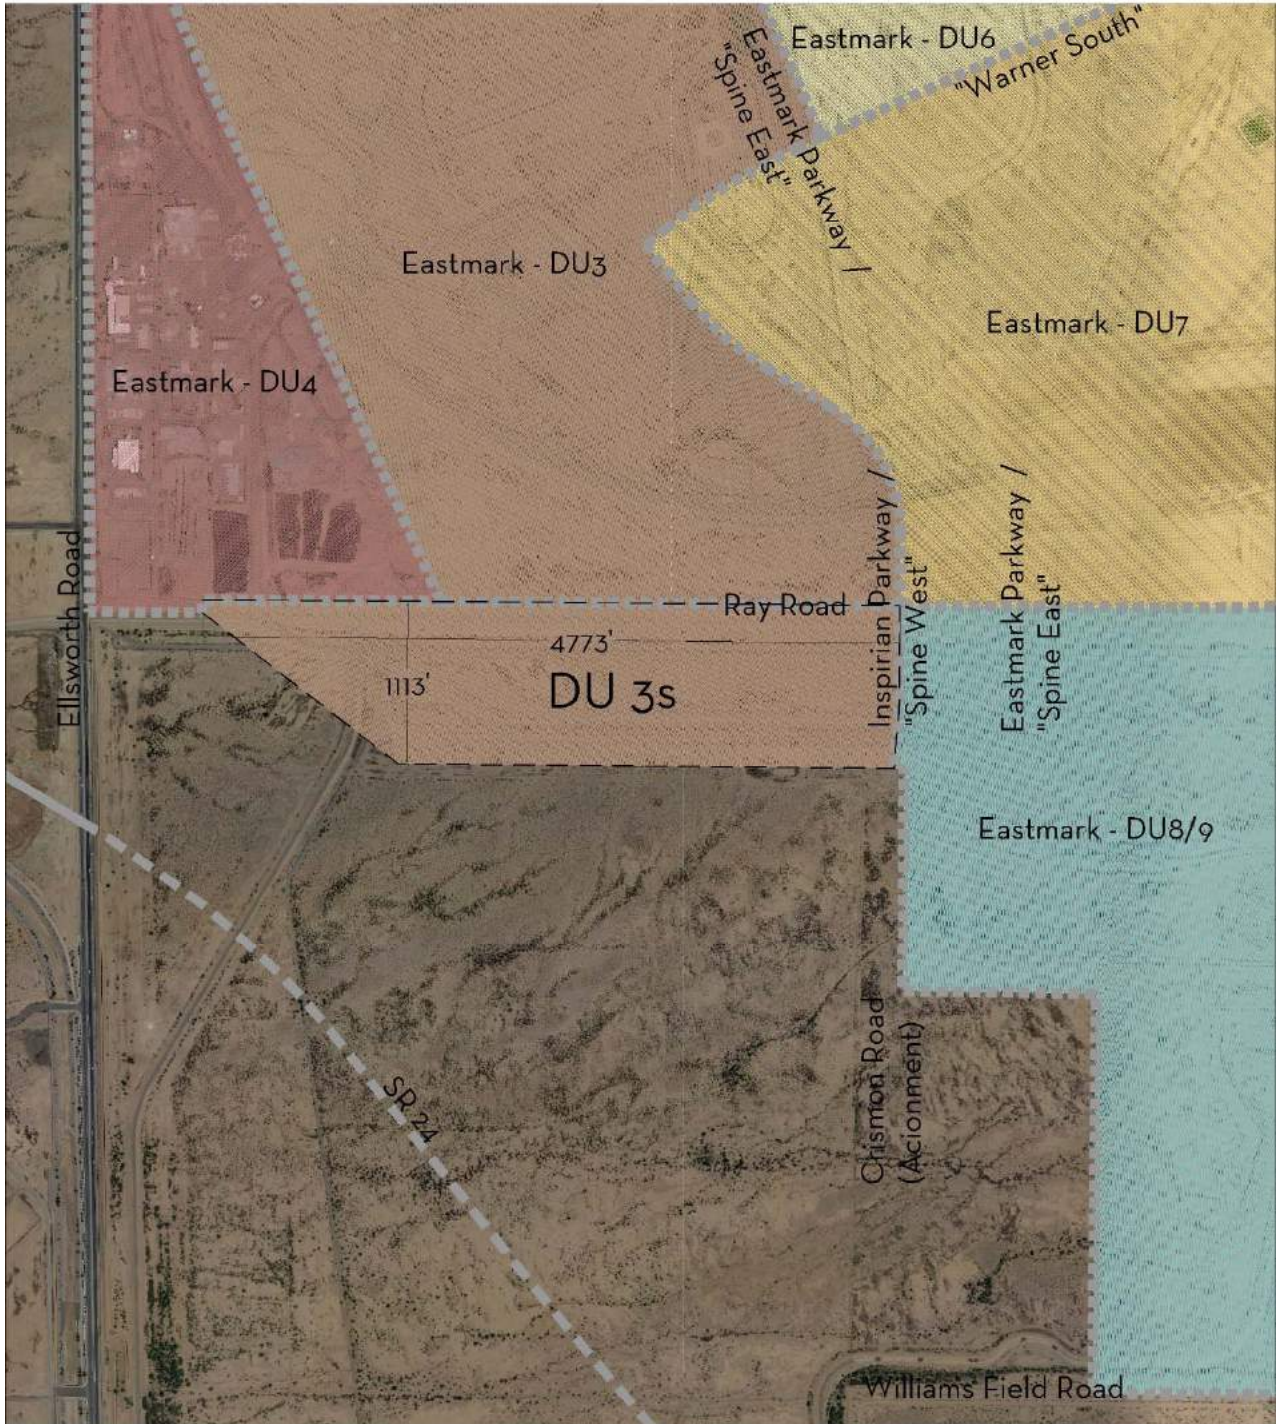 Eastmark - DU6
"Warner South"
Eastmark Parkway /
"Spine East"
Eastmark - DU3
Eastmark - DU7
Eastmark - DU4
Ellsworth Road
Ray Road
Inspirian Parkway /
"Spine West"
Eastmark Parkway /
"Spine East"
4773'
1113'
DU 3s
Eastmark - DU8/9
SR 24
Chismon Road
(Acionment)
Williams Field Road